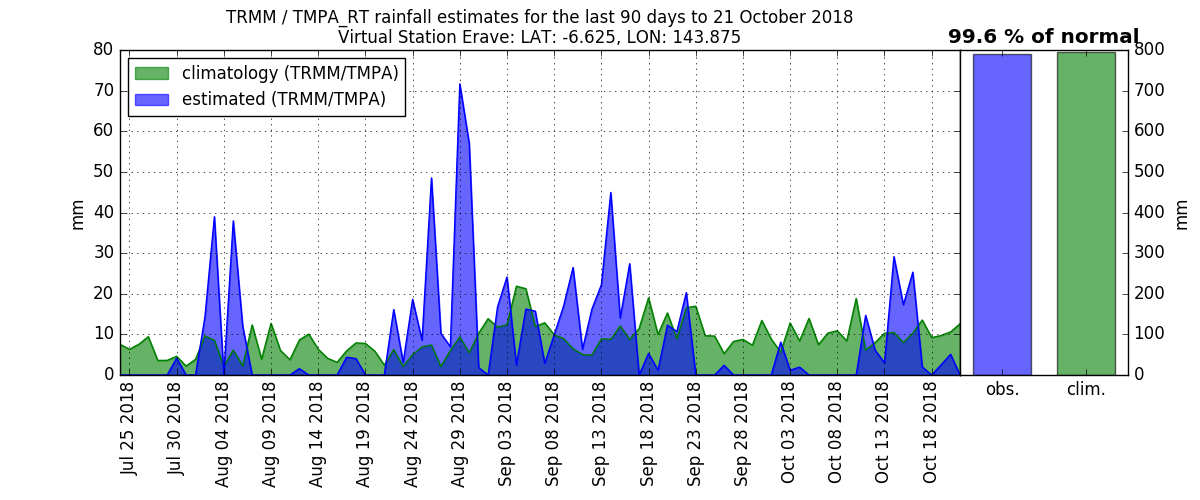 TRMM / TMPA_RT rainfall estimates for the last 90 days to 21 October 2018
Virtual Station Erave: LAT: -6.625, LON: 143.875
99.6 % of normal
climatology (TRMM/TMPA)
estimated (TRMM/TMPA)
mm
80
70
60
50
40
30
20
10
0
Jul 25 2018
Jul 30 2018
Aug 04 2018
Aug 09 2018
Aug 14 2018
Aug 19 2018
Aug 24 2018
Aug 29 2018
Sep 03 2018
Sep 08 2018
Sep 13 2018
Sep 18 2018
Sep 23 2018
Sep 28 2018
Oct 03 2018
Oct 08 2018
Oct 13 2018
Oct 18 2018
800
700
600
500
400
300
200
100
0
mm
obs.
clim.